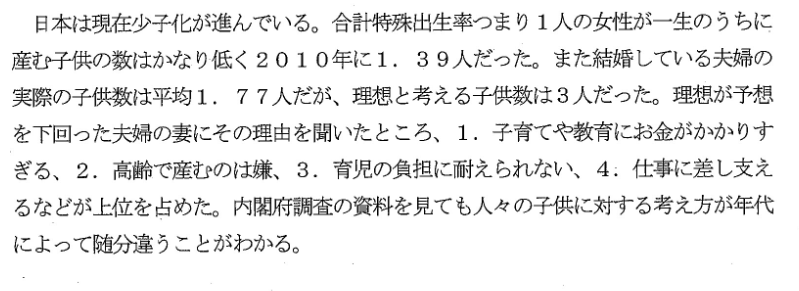 日本は現在少子化が進んでいる。合計特殊出生率つまり１人の女性が一生のうちに
産む子供の数はかなり低く２０１０年に１．３９人だった。また結婚している夫婦の
実際の子供数は平均１．７７人だが、理想と考える子供数は３人だった。理想が予想
を下回った夫婦の妻にその理由を聞いたところ、１．子育てや教育にお金がかかりす
ぎる、２．高齢で産むのは嫌、３．育児の負担に耐えられない、４．仕事に差し支え
るなどが上位を占めた。内閣府調査の資料を見ても人々の子供に対する考え方が年代
によって随分違うことがわかる。